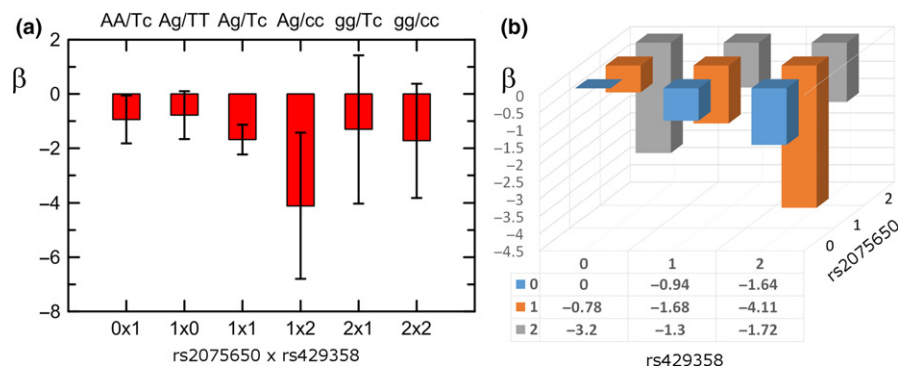 (a)
AA/Tc Ag/TT Ag/Tc Ag/cc gg/Tc gg/cc
β
2
0
−2
−4
−6
−8
0x1 1x0 1x1 1x2 2x1 2x2
rs2075650 x rs429358
(b)
β
0
−0.5
−1
−1.5
−2
−2.5
−3
−3.5
−4
−4.5
2
1
0
rs2075650
0 1 2
0 0 −0.94 −1.64
1 −0.78 −1.68 −4.11
2 −3.2 −1.3 −1.72
rs429358